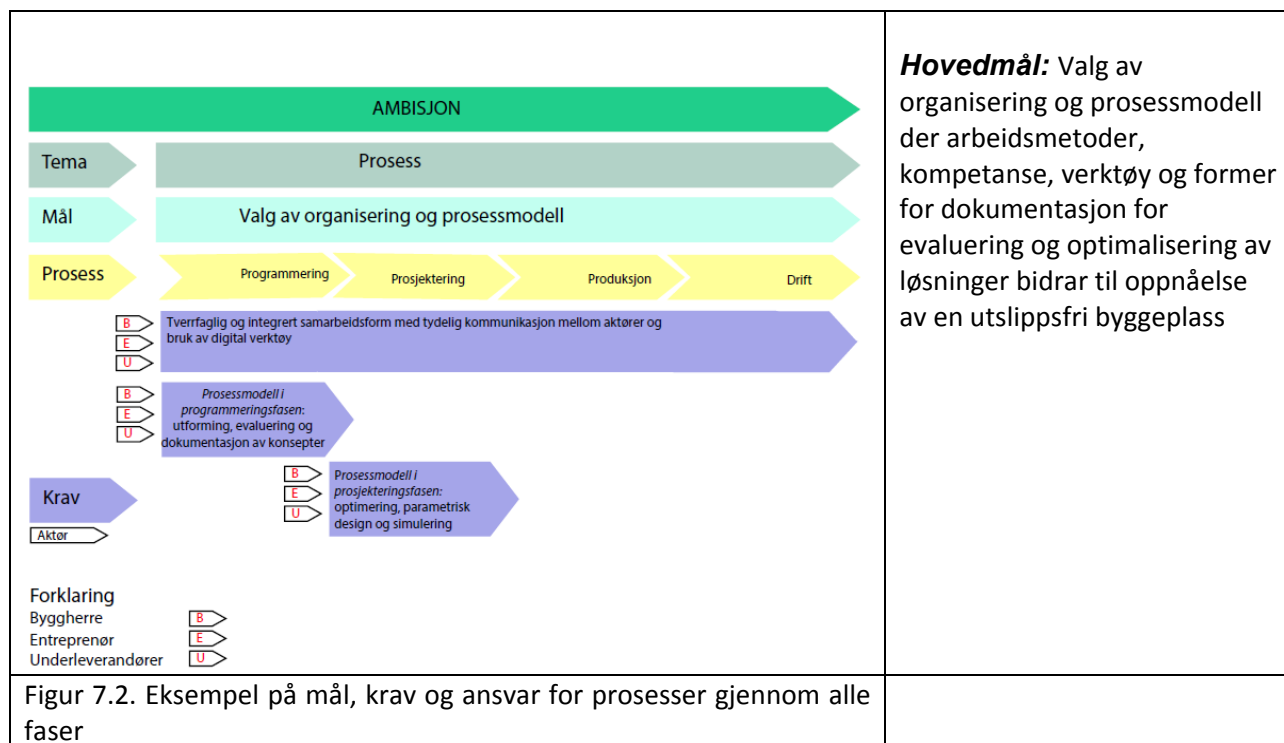 AMBISJON
Tema
Prosess
Mål
Valg av organisering og prosessmodell
Prosess
Programmering
Prosjektering
Produksjon
Drift
B
E
U
Tverrfaglig og integrert samarbeidsform med tydelig kommunikasjon mellom aktører og
bruk av digital verktøy
B
E
U
Prosessmodell i
programmeringsfasen:
utforming, evaluering og
dokumentasjon av konsepter
B
E
U
Prosessmodell i
prosjekteringsfasen:
optimering, parametrisk
design og simulering
Krav
Aktør
Forklaring
Byggherre B
Entreprenør E
Underleverandører U
Hovedmål: Valg av
organisering og prosessmodell
der arbeidsmetoder,
kompetanse, verktøy og former
for dokumentasjon for
evaluering og optimalisering av
løsninger bidrar til oppnåelse
av en utslippsfri byggeplass
Figur 7.2. Eksempel på mål, krav og ansvar for prosesser gjennom alle
faser